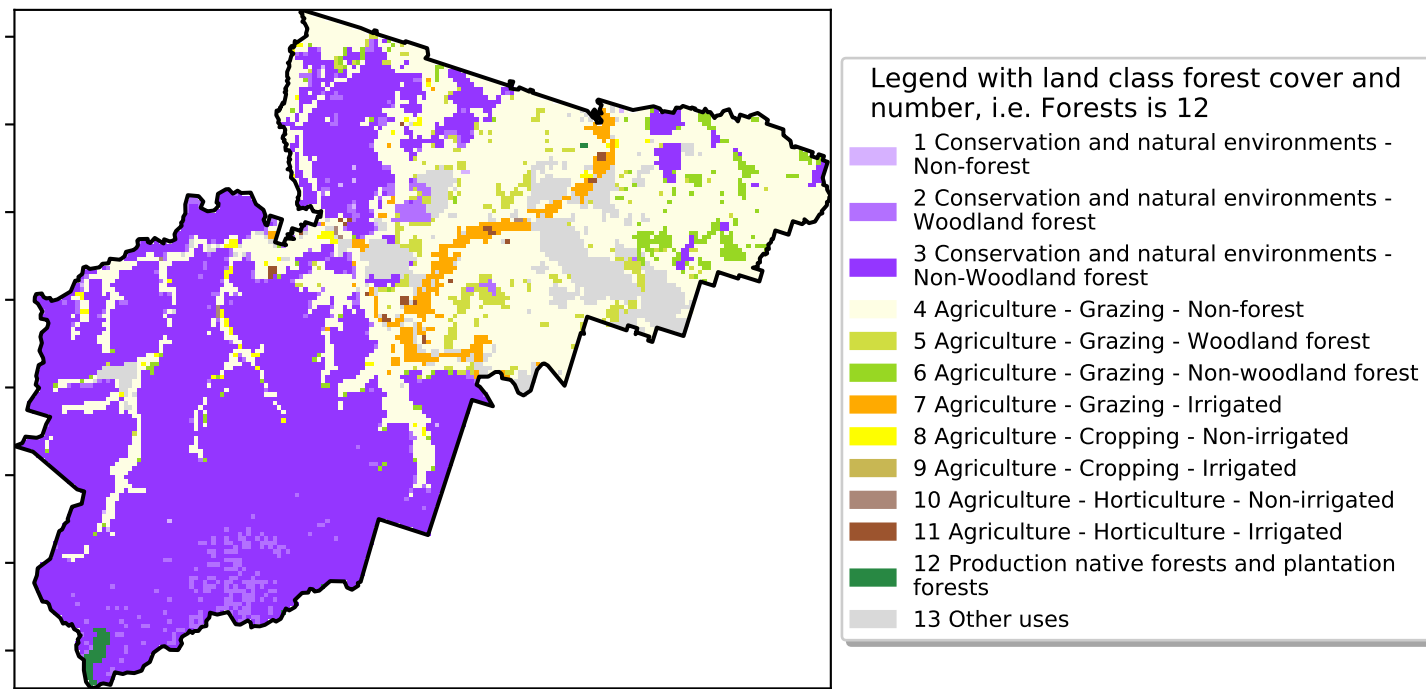 Legend with land class forest cover and
number, i.e. Forests is 12
1 Conservation and natural environments -
Non-forest
2 Conservation and natural environments -
Woodland forest
3 Conservation and natural environments -
Non-Woodland forest
4 Agriculture - Grazing - Non-forest
5 Agriculture - Grazing - Woodland forest
6 Agriculture - Grazing - Non-woodland forest
7 Agriculture - Grazing - Irrigated
8 Agriculture - Cropping - Non-irrigated
9 Agriculture - Cropping - Irrigated
10 Agriculture - Horticulture - Non-irrigated
11 Agriculture - Horticulture - Irrigated
12 Production native forests and plantation
forests
13 Other uses